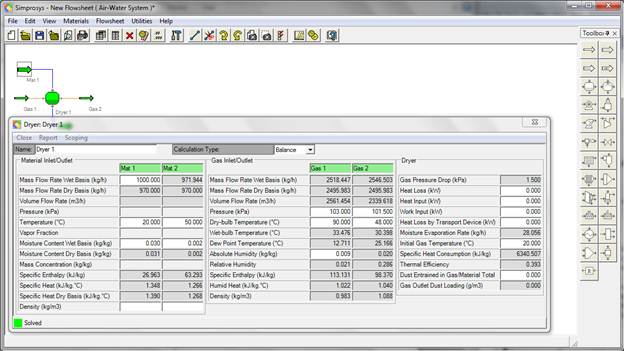 Simprosys - New Flowsheet ( Air-Water System )*
File Edit View Materials Flowsheet Utilities Help
Toolbox
Mat 1
Gas 1 Gas 2
Dryer 1
Dryer: Dryer 1
Close Report Scoping
Name: Dryer 1 Calculation Type: Balance
Material Inlet/Outlet Gas Inlet/Outlet Dryer
Mat 1 Mat 2 Gas 1 Gas 2
Mass Flow Rate Wet Basis (kg/h) 1000.000 971.944 Mass Flow Rate Wet Basis (kg/h) 2518.447 2546.503 Gas Pressure Drop (kPa) 1.500
Mass Flow Rate Dry Basis (kg/h) 970.000 970.000 Mass Flow Rate Dry Basis (kg/h) 2495.983 2495.983 Heat Loss (kW) 0.000
Volume Flow Rate (m3/h) Volume Flow Rate (m3/h) 2561.454 2339.618 Heat Input (kW) 0.000
Pressure (kPa) Pressure (kPa) 103.000 101.500 Work Input (kW) 0.000
Temperature (°C) 20.000 50.000 Dry-bulb Temperature (°C) 90.000 48.000 Heat Loss by Transport Device (kW) 0.000
Vapor Fraction Wet-bulb Temperature (°C) 33.476 30.398 Moisture Evaporation Rate (kg/h) 28.056
Moisture Content Wet Basis (kg/kg) 0.030 0.002 Dew Point Temperature (°C) 12.711 25.166 Initial Gas Temperature (°C) 20.000
Moisture Content Dry Basis (kg/kg) 0.031 0.002 Absolute Humidity (kg/kg) 0.009 0.020 Specific Heat Consumption (kJ/kg) 6340.507
Mass Concentration (kg/kg) Relative Humidity 0.021 0.286 Thermal Efficiency 0.393
Specific Enthalpy (kJ/kg) 26.963 63.293 Specific Enthalpy (kJ/kg) 113.131 98.370 Dust Entrained in Gas/Material Total 0.000
Specific Heat (kJ/kg.°C) 1.348 1.266 Humid Heat (kJ/kg.°C) 1.022 1.040 Gas Outlet Dust Loading (g/m3) 0.000
Specific Heat Dry Basis (kJ/kg.°C) 1.390 1.268 Density (kg/m3) 0.983 1.088
Density (kg/m3)
Solved